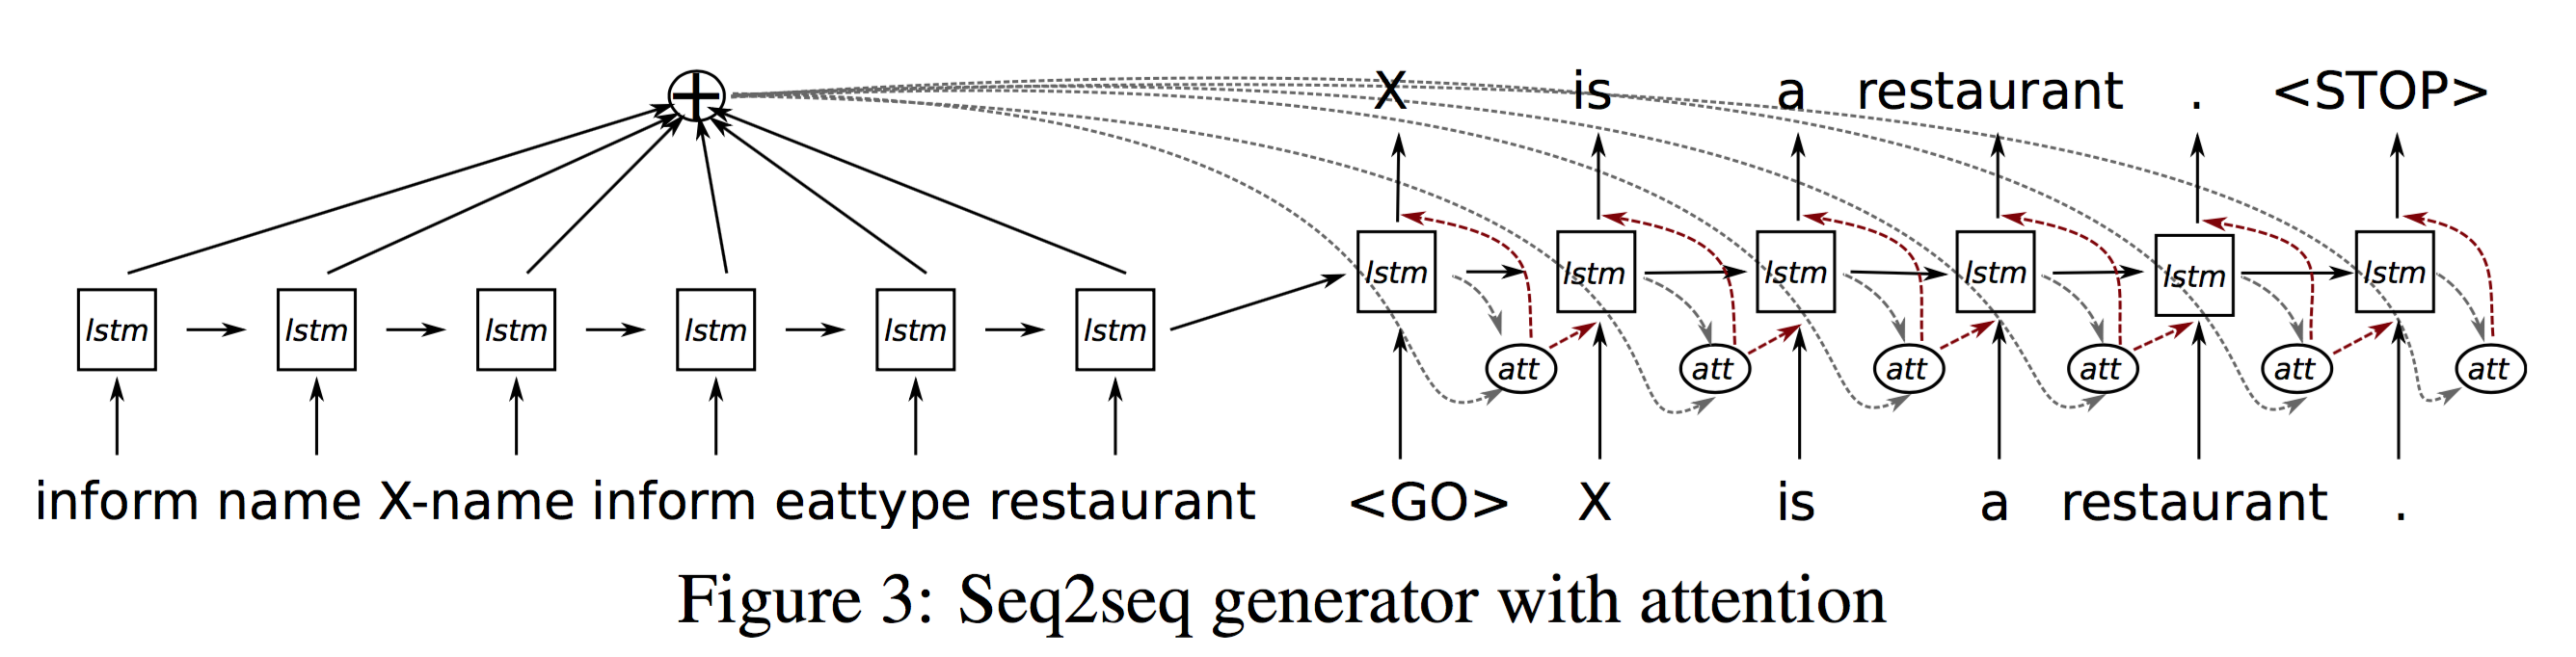 X is a restaurant . <STOP>
lstm lstm lstm lstm lstm lstm
lstm lstm lstm lstm lstm lstm
att att att att att att
inform name X-name inform eattype restaurant <GO> X is a restaurant .
Figure 3: Seq2seq generator with attention